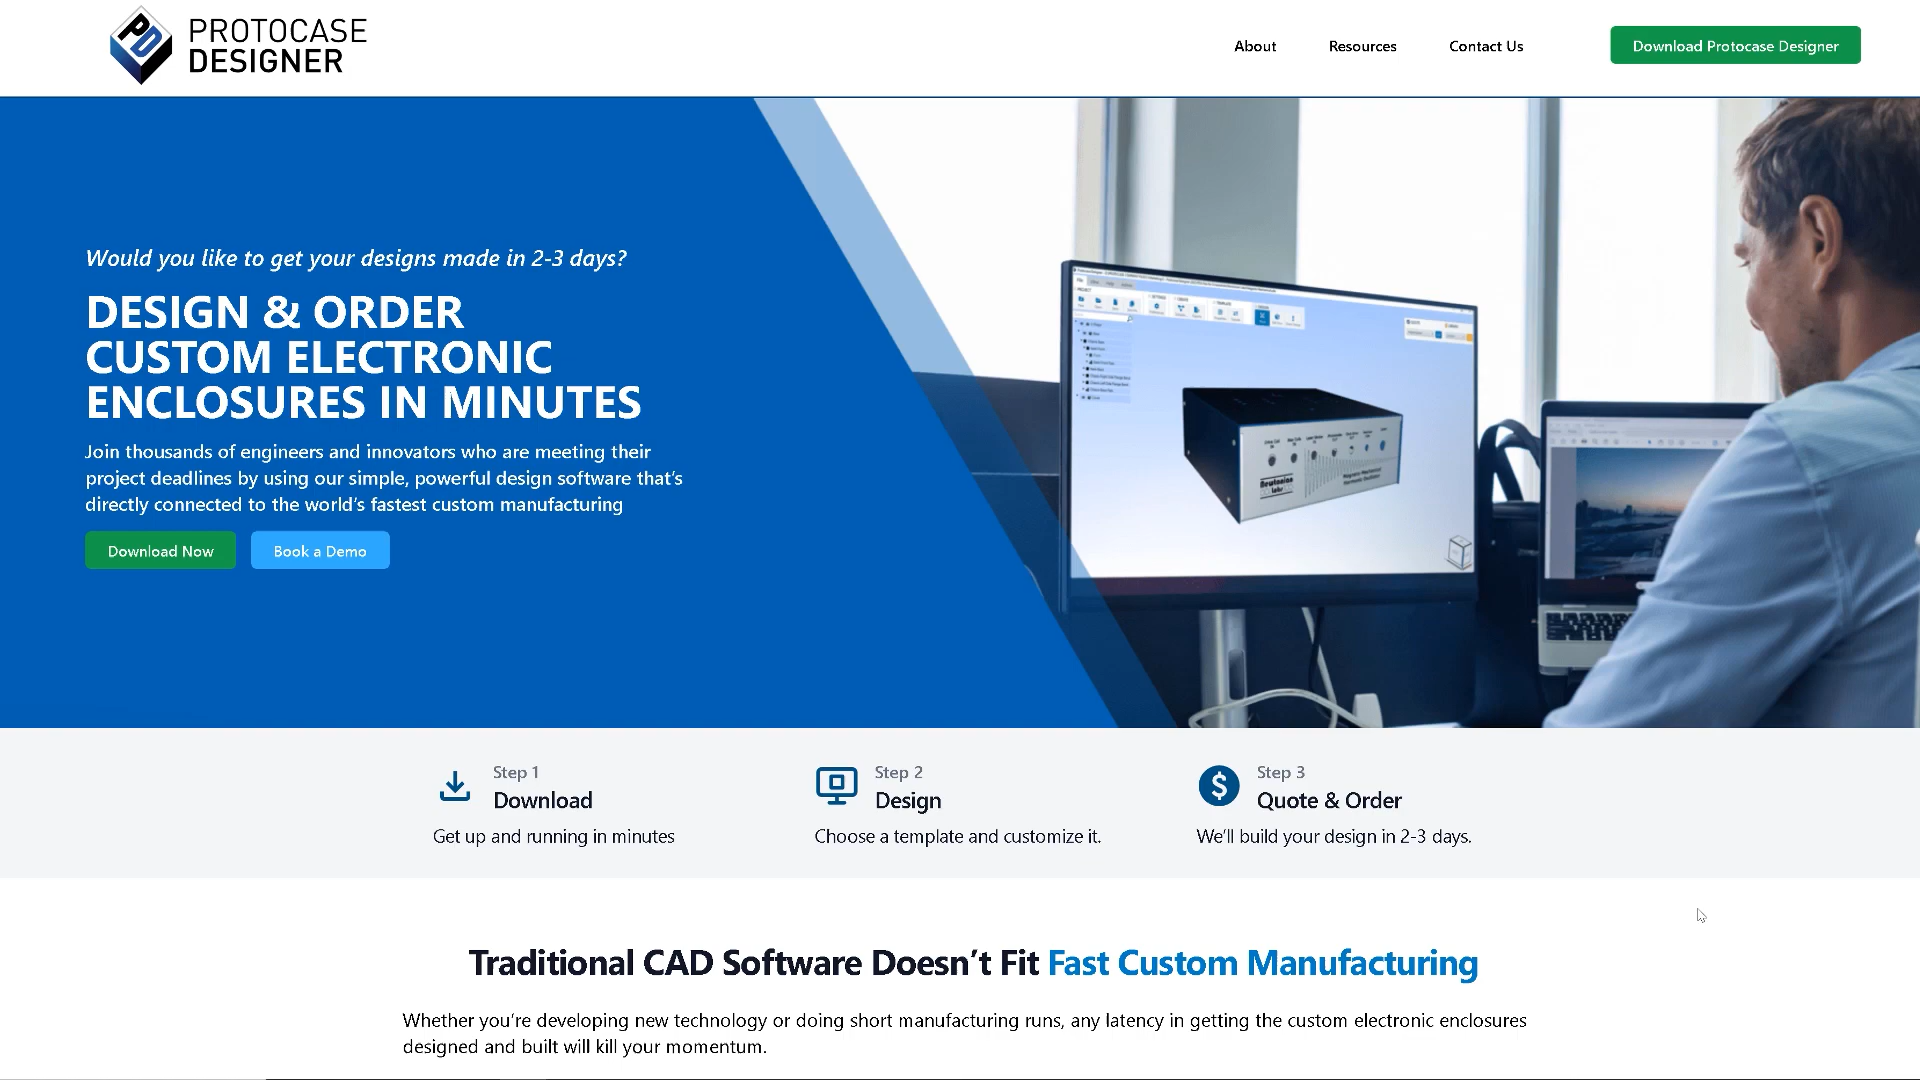 PROTOCASE
DESIGNER
About
Resources
Contact Us
Download Protocase Designer
Would you like to get your designs made in 2-3 days?
DESIGN & ORDER
CUSTOM ELECTRONIC
ENCLOSURES IN MINUTES
Join thousands of engineers and innovators who are meeting their
project deadlines by using our simple, powerful design software that's
directly connected to the world's fastest custom manufacturing
Download Now
Book a Demo
Newtonian
Labs
Step 1
Download
Get up and running in minutes
Step 2
Design
Choose a template and customize it.
Step 3
Quote & Order
We'll build your design in 2-3 days.
Traditional CAD Software Doesn't Fit Fast Custom Manufacturing
Whether you're developing new technology or doing short manufacturing runs, any latency in getting the custom electronic enclosures
designed and built will kill your momentum.